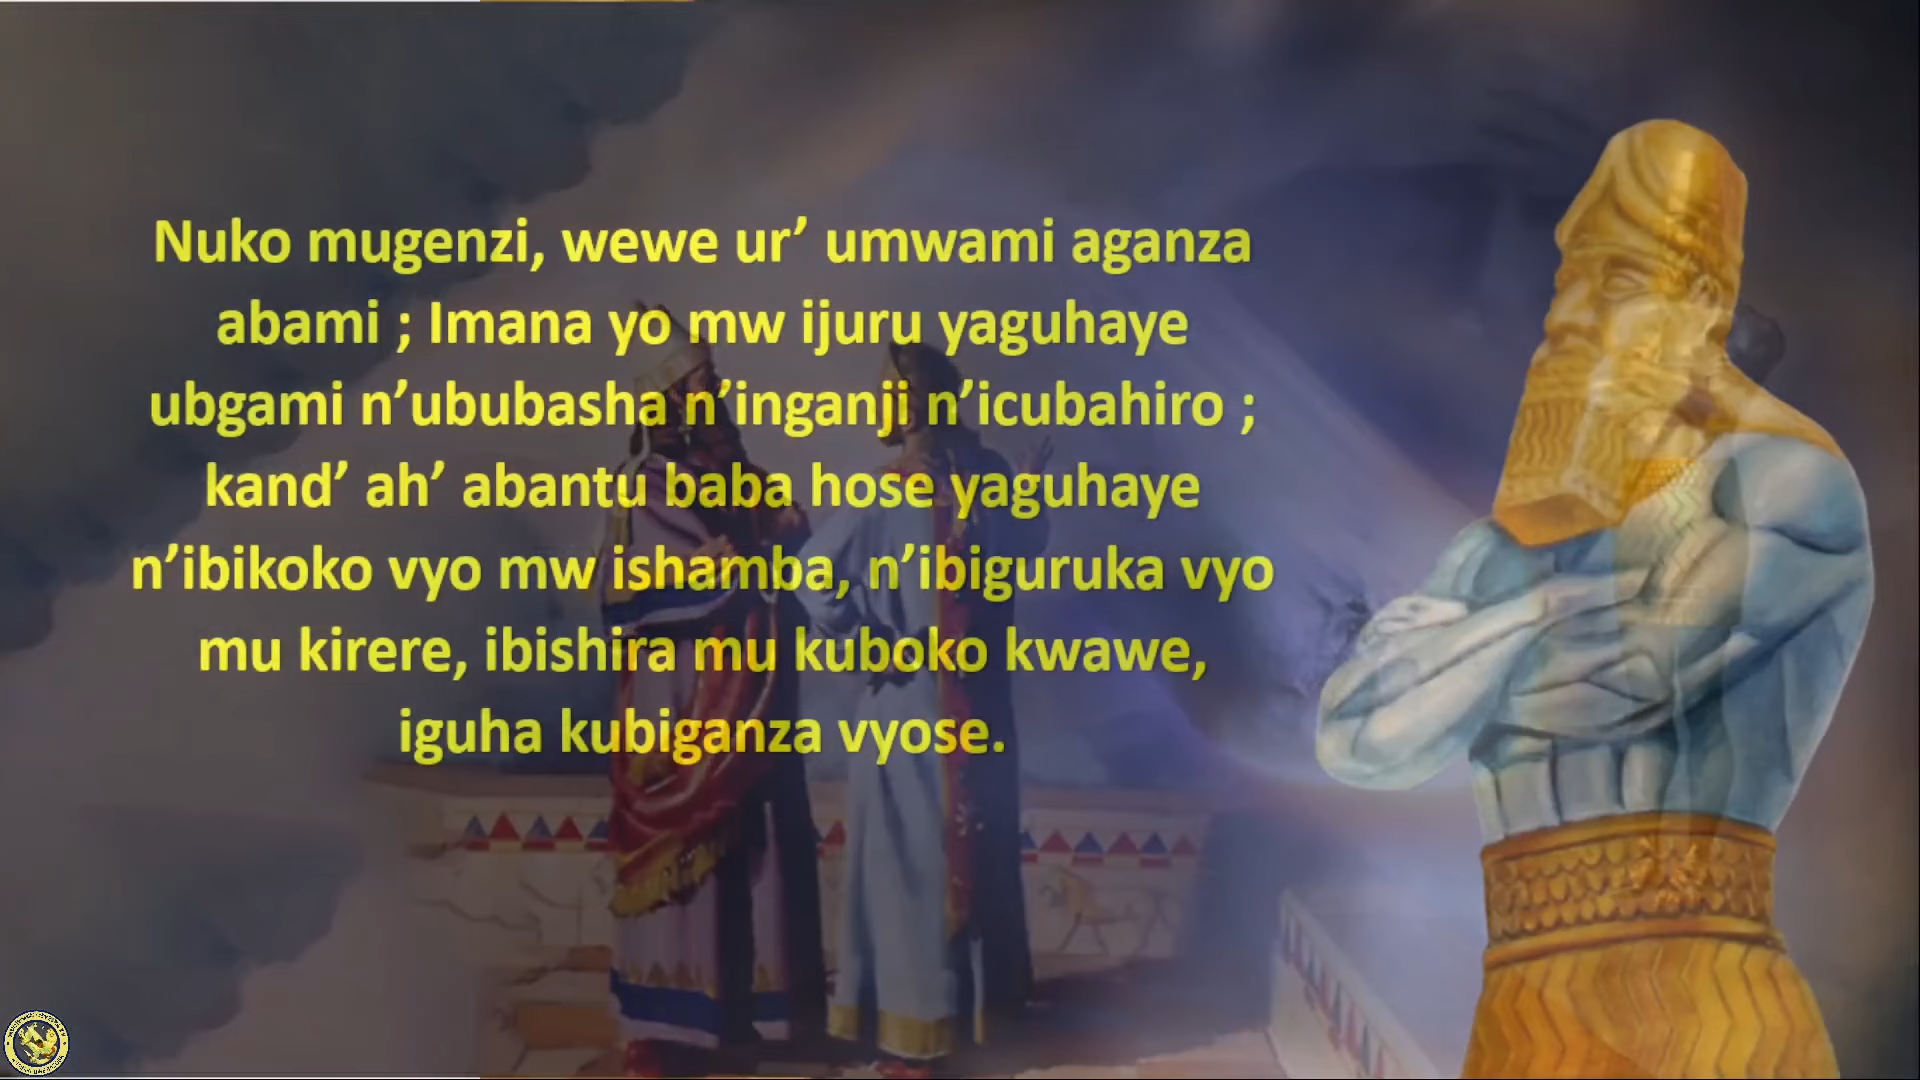 Nuko mugenzi, wewe ur’ umwami aganza
abami ; Imana yo mw ijuru yaguhaye
ubgami n’ububasha n’inganji n’icubahiro ;
kand’ ah’ abantu baba hose yaguhaye
n’ibikoko vyo mw ishamba, n’ibiguruka vyo
mu kirere, ibishira mu kuboko kwawe,
iguha kubiganza vyose.